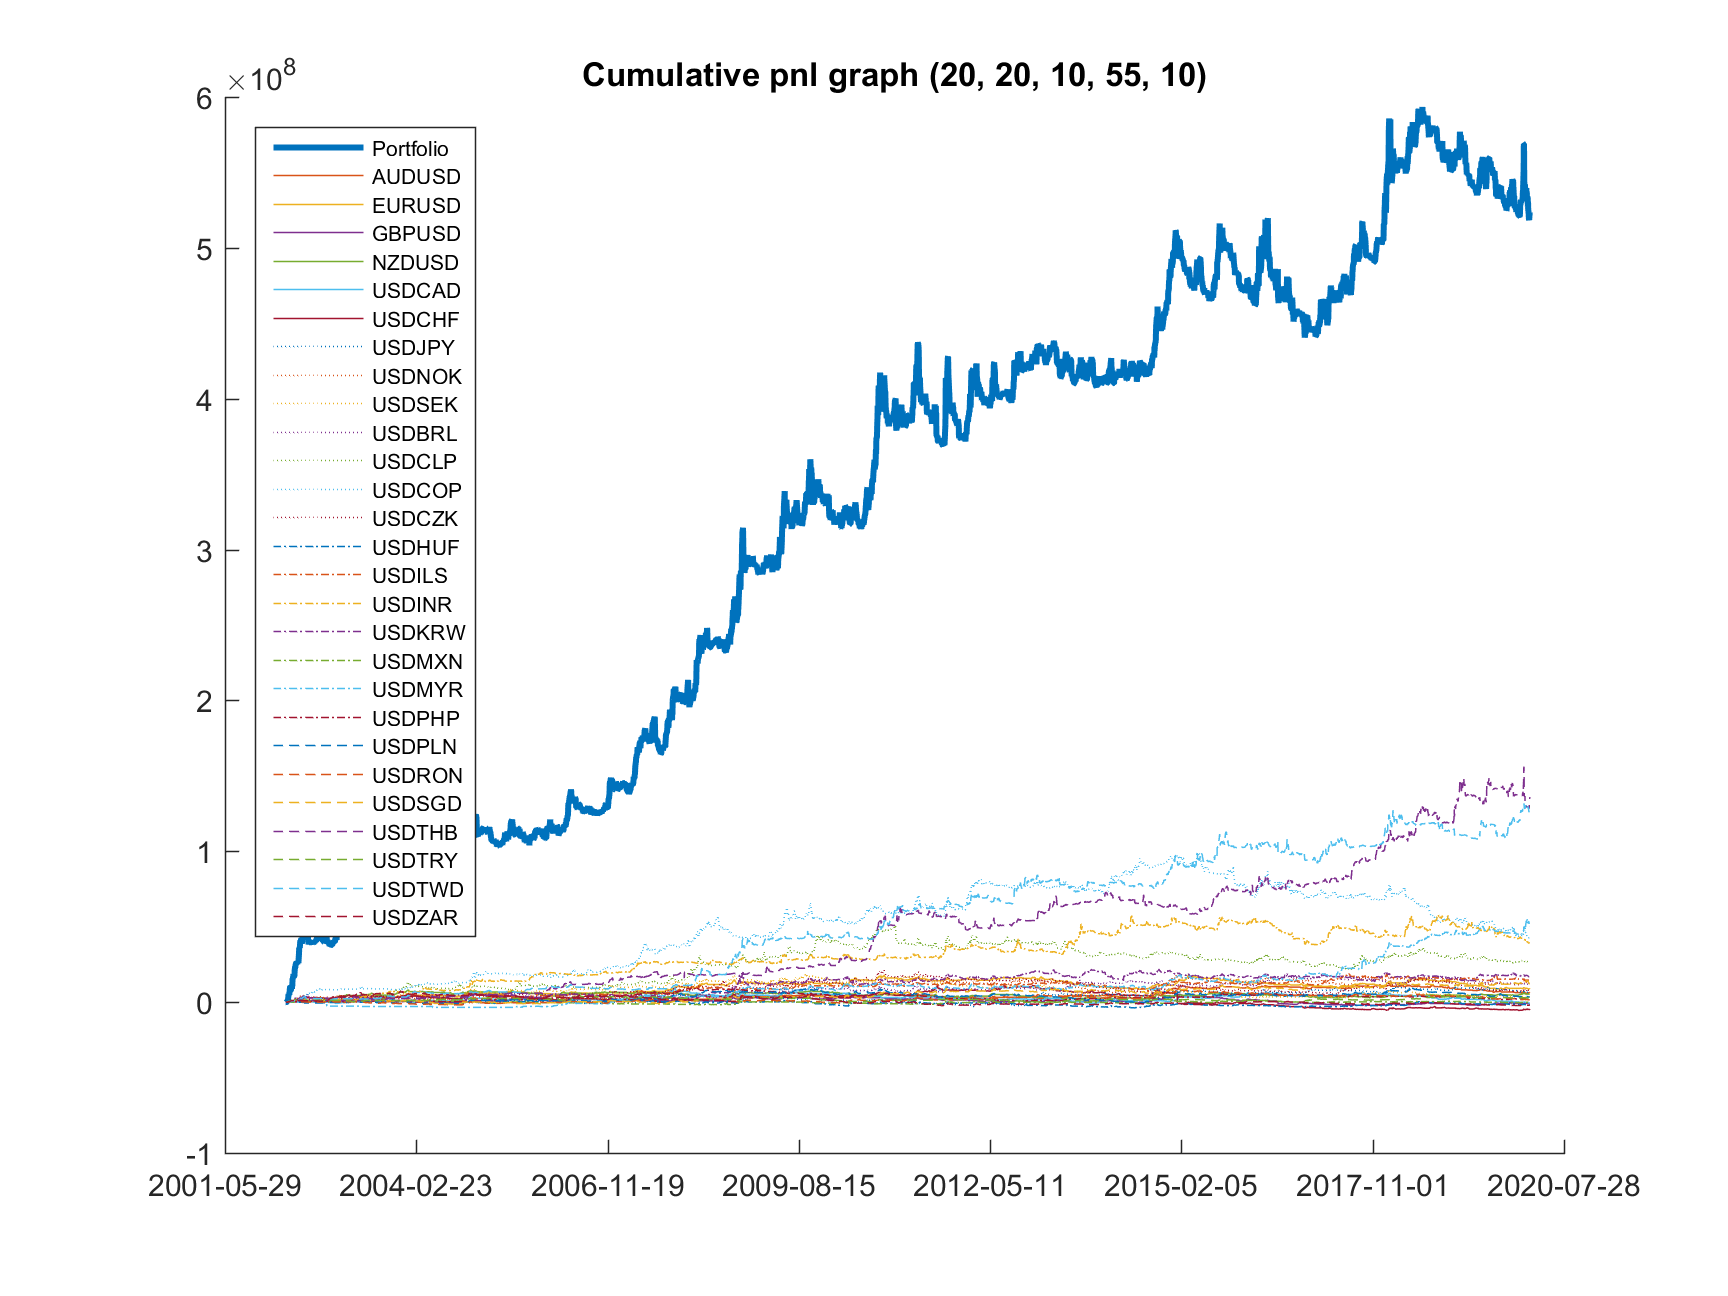 Cumulative pnl graph (20, 20, 10, 55, 10)
×10^8
6
5
4
3
2
1
0
-1
Portfolio
AUDUSD
EURUSD
GBPUSD
NZDUSD
USDCAD
USDCHF
USDJPY
USDNOK
USDSEK
USDBRL
USDCLP
USDCOP
USDCZK
USDHUF
USDILS
USDINR
USDKRW
USDMXN
USDMYR
USDPHP
USDPLN
USDRON
USDSGD
USDTHB
USDTRY
USDTWD
USDZAR
2001-05-29 2004-02-23 2006-11-19 2009-08-15 2012-05-11 2015-02-05 2017-11-01 2020-07-28